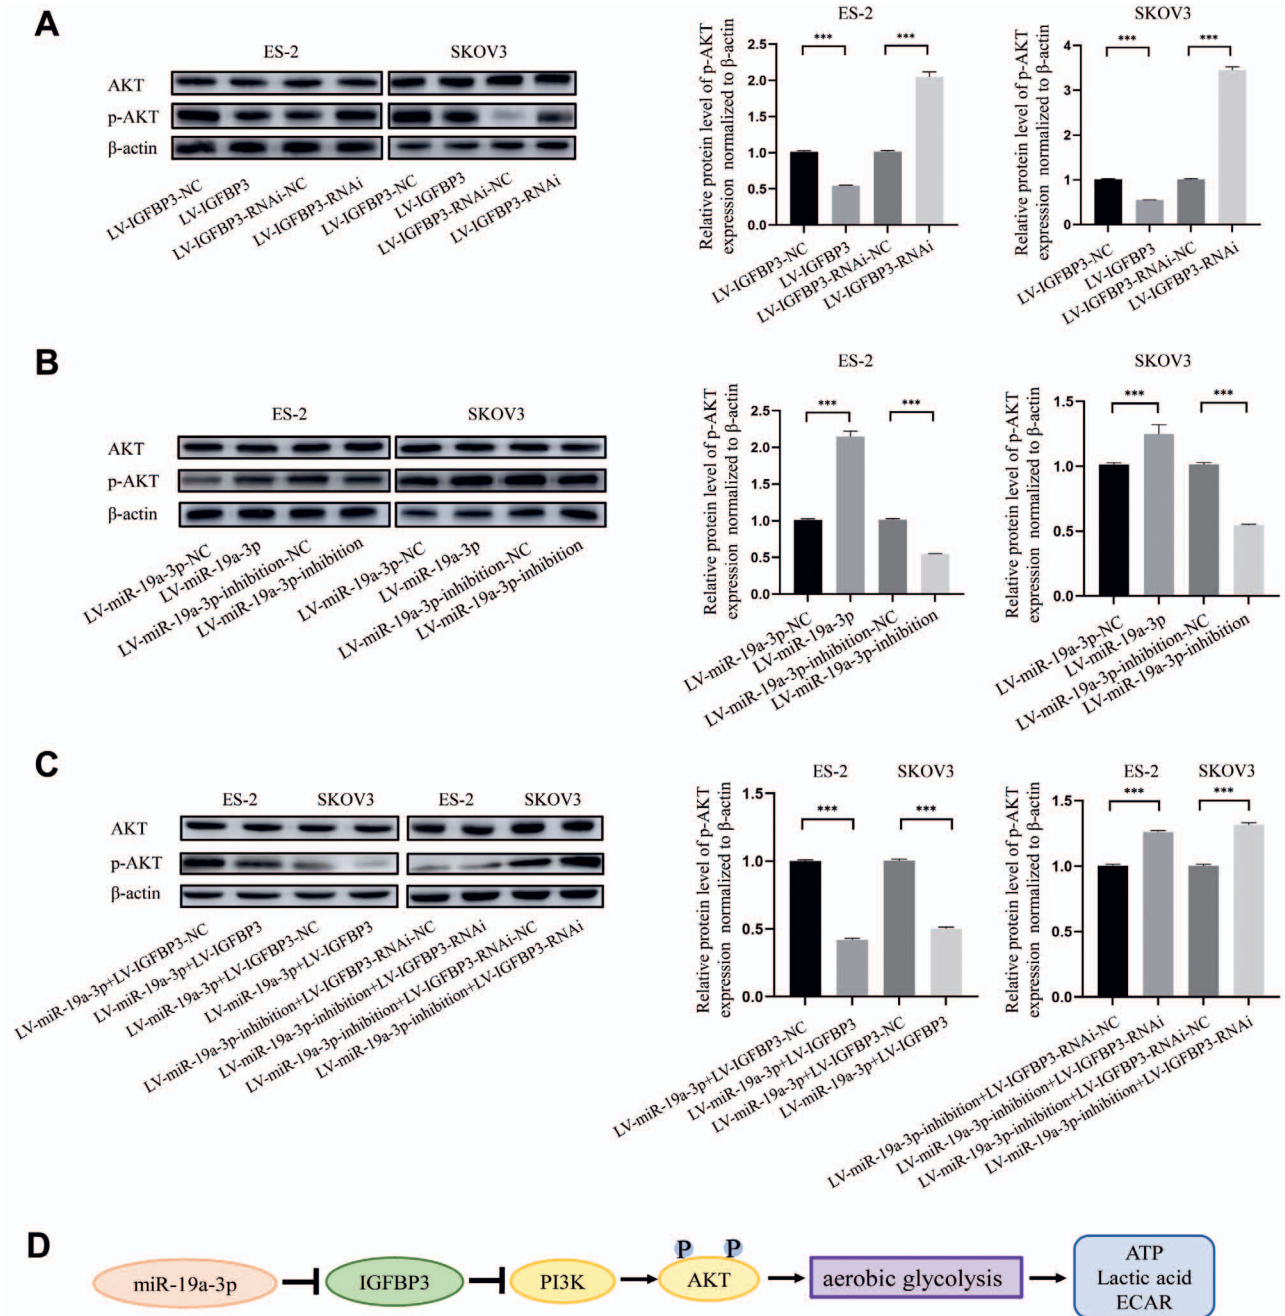 A
ES-2
SKOV3
AKT
p-AKT
β-actin
LV-IGFBP3-NC
LV-IGFBP3
LV-IGFBP3-RNAi-NC
LV-IGFBP3-RNAi
LV-IGFBP3-NC
LV-IGFBP3
LV-IGFBP3-RNAi-NC
LV-IGFBP3-RNAi
ES-2
Relative protein level of p-AKT
expression normalized to β-actin
2.5
2.0
1.5
1.0
0.5
0.0
***
***
LV-IGFBP3-NC
LV-IGFBP3
LV-IGFBP3-RNAi-NC
LV-IGFBP3-RNAi
SKOV3
Relative protein level of p-AKT
expression normalized to β-actin
4
3
2
1
0
***
***
LV-IGFBP3-NC
LV-IGFBP3
LV-IGFBP3-RNAi-NC
LV-IGFBP3-RNAi
B
ES-2
SKOV3
AKT
p-AKT
β-actin
LV-miR-19a-3p-NC
LV-miR-19a-3p
LV-miR-19a-3p-inhibition-NC
LV-miR-19a-3p-inhibition
LV-miR-19a-3p-NC
LV-miR-19a-3p
LV-miR-19a-3p-inhibition-NC
LV-miR-19a-3p-inhibition
ES-2
Relative protein level of p-AKT
expression normalized to β-actin
2.5
2.0
1.5
1.0
0.5
0.0
***
***
LV-miR-19a-3p-NC
LV-miR-19a-3p
LV-miR-19a-3p-inhibition-NC
LV-miR-19a-3p-inhibition
SKOV3
Relative protein level of p-AKT
expression normalized to β-actin
1.5
1.0
0.5
0.0
***
***
LV-miR-19a-3p-NC
LV-miR-19a-3p
LV-miR-19a-3p-inhibition-NC
LV-miR-19a-3p-inhibition
C
ES-2
SKOV3
ES-2
SKOV3
AKT
p-AKT
β-actin
LV-miR-19a-3p+LV-IGFBP3-NC
LV-miR-19a-3p+LV-IGFBP3
LV-miR-19a-3p+LV-IGFBP3-NC
LV-miR-19a-3p+LV-IGFBP3
LV-miR-19a-3p-inhibition+LV-IGFBP3-RNAi-NC
LV-miR-19a-3p-inhibition+LV-IGFBP3-RNAi
LV-miR-19a-3p-inhibition+LV-IGFBP3-RNAi-NC
LV-miR-19a-3p-inhibition+LV-IGFBP3-RNAi
ES-2
SKOV3
Relative protein level of p-AKT
expression normalized to β-actin
1.5
1.0
0.5
0.0
***
***
LV-miR-19a-3p+LV-IGFBP3-NC
LV-miR-19a-3p+LV-IGFBP3
LV-miR-19a-3p+LV-IGFBP3-NC
LV-miR-19a-3p+LV-IGFBP3
ES-2
SKOV3
Relative protein level of p-AKT
expression normalized to β-actin
1.5
1.0
0.5
0.0
***
***
LV-miR-19a-3p-inhibition+LV-IGFBP3-RNAi-NC
LV-miR-19a-3p-inhibition+LV-IGFBP3-RNAi
LV-miR-19a-3p-inhibition+LV-IGFBP3-RNAi-NC
LV-miR-19a-3p-inhibition+LV-IGFBP3-RNAi
D
miR-19a-3p
IGFBP3
PI3K
P
P
AKT
aerobic glycolysis
ATP
Lactic acid
ECAR